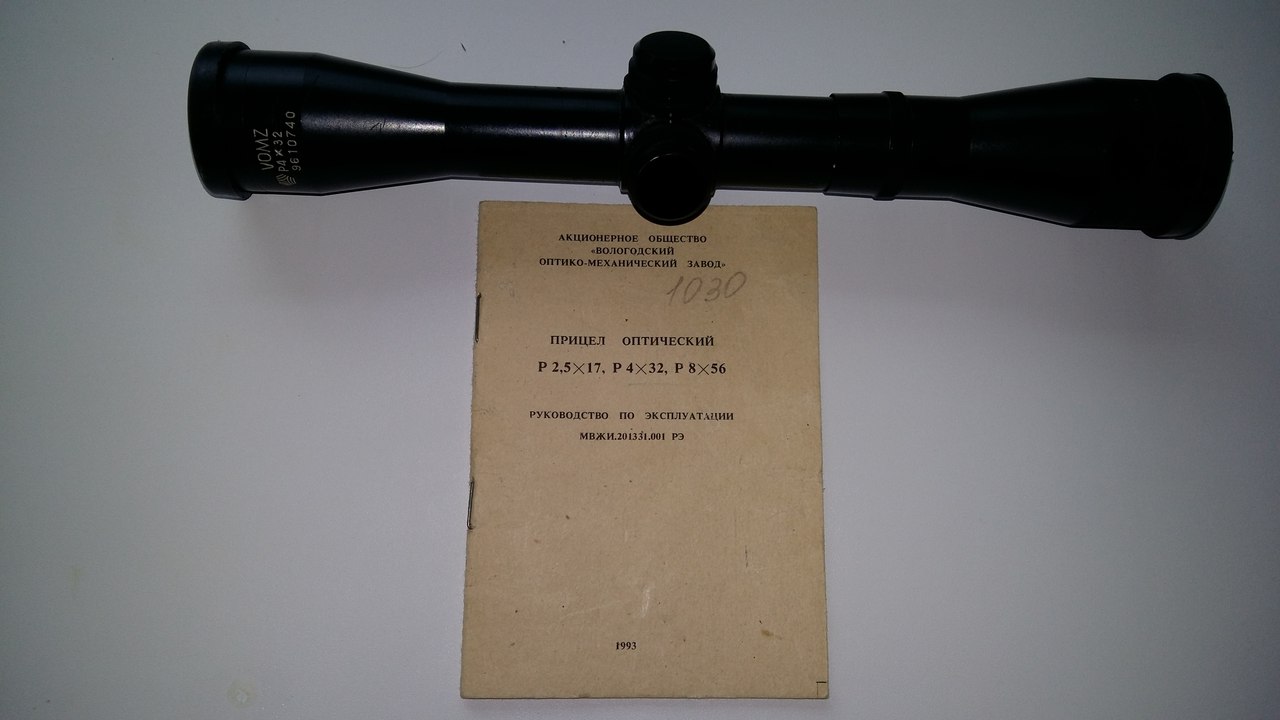 VOMZ
P4×32
9610740
АКЦИОНЕРНОЕ ОБЩЕСТВО
«ВОЛОГОДСКИЙ
ОПТИКО-МЕХАНИЧЕСКИЙ ЗАВОД»
1030
ПРИЦЕЛ ОПТИЧЕСКИЙ
Р 2,5×17, Р 4×32, Р 8×56
РУКОВОДСТВО ПО ЭКСПЛУАТАЦИИ
МВЖИ.201331.001 РЭ
1993